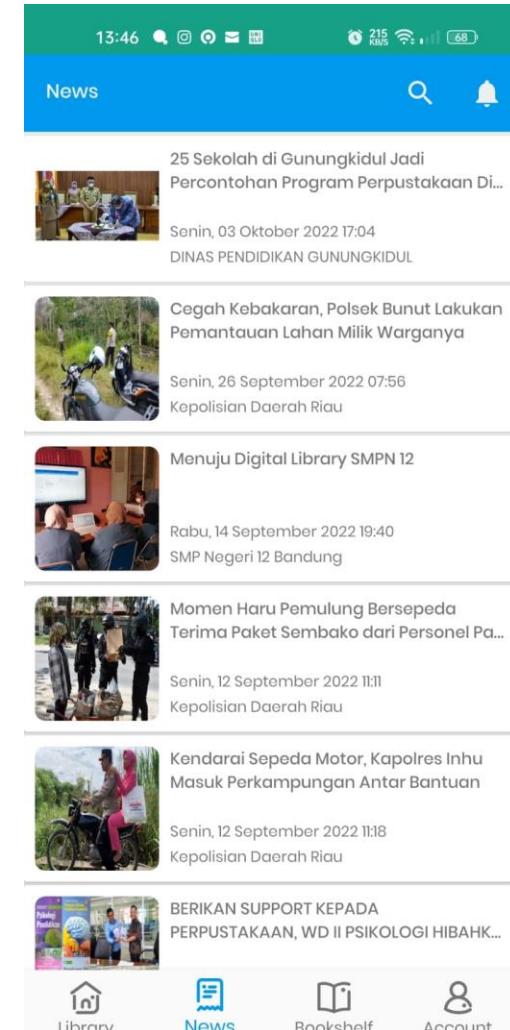 13:46
215
KB/S
68
News
25 Sekolah di Gunungkidul Jadi
Percontohan Program Perpustakaan Di...
Senin, 03 Oktober 2022 17:04
DINAS PENDIDIKAN GUNUNGKIDUL
Cegah Kebakaran, Polsek Bunut Lakukan
Pemantauan Lahan Milik Warganya
Senin, 26 September 2022 07:56
Kepolisian Daerah Riau
Menuju Digital Library SMPN 12
Rabu, 14 September 2022 19:40
SMP Negeri 12 Bandung
Momen Haru Pemulung Bersepeda
Terima Paket Sembako dari Personel Pa...
Senin, 12 September 2022 11:11
Kepolisian Daerah Riau
Kendarai Sepeda Motor, Kapolres Inhu
Masuk Perkampungan Antar Bantuan
Senin, 12 September 2022 11:18
Kepolisian Daerah Riau
Psikologi
Pendidikan
BERIKAN SUPPORT KEPADA
PERPUSTAKAAN, WD II PSIKOLOGI HIBAHK...
Library
News
Bookshelf
Account